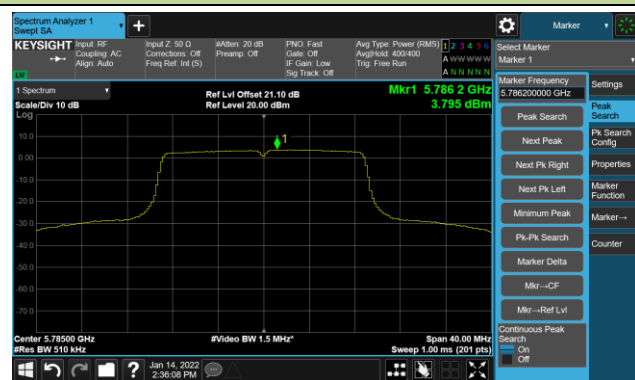 Spectrum Analyzer 1
Swept SA
+
Marker
KEYSIGHT
Input: RF
Coupling: AC
Align: Auto
Input Z: 50 Ω
Corrections: Off
Freq Ref: Int (S)
#Atten: 20 dB
Preamp: Off
PNO: Fast
Gate: Off
IF Gain: Low
Sig Track: Off
Avg Type: Power (RMS)
Avg|Hold: 400/400
Trig: Free Run
1 2 3 4 5 6
A W W W W W
A N N N N N
LW
Select Marker
Marker 1
1 Spectrum
Scale/Div 10 dB
Log
Ref Lvl Offset 21.10 dB
Ref Level 20.00 dBm
Mkr1 5.786 2 GHz
3.795 dBm
10.0
0.00
-10.0
-20.0
-30.0
-40.0
-50.0
-60.0
-70.0
1
Center 5.78500 GHz
#Res BW 510 kHz
#Video BW 1.5 MHz*
Span 40.00 MHz
Sweep 1.00 ms (201 pts)
Marker Frequency
5.786200000 GHz
Peak Search
Next Peak
Next Pk Right
Next Pk Left
Minimum Peak
Pk-Pk Search
Marker Delta
Mkr→CF
Mkr→Ref Lvl
Continuous Peak
Search
On
Off
Settings
Peak
Search
Pk Search
Config
Properties
Marker
Function
Marker→
Counter
?
Jan 14, 2022
2:36:08 PM